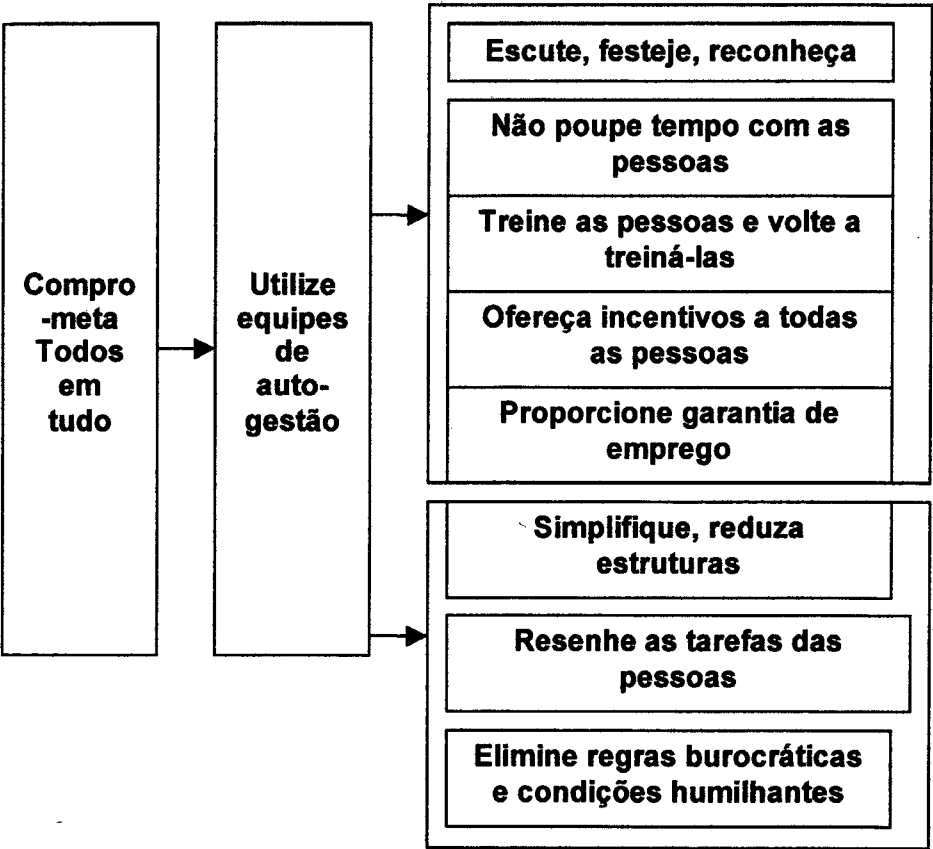 Compro
-meta
Todos
em
tudo
Utilize
equipes
de
auto-
gestão
Escute, festeje, reconheça
Não poupe tempo com as
pessoas
Treine as pessoas e volte a
treiná-las
Ofereça incentivos a todas
as pessoas
Proporcione garantia de
emprego
Simplifique, reduza
estruturas
Resenhe as tarefas das
pessoas
Elimine regras burocráticas
e condições humilhantes